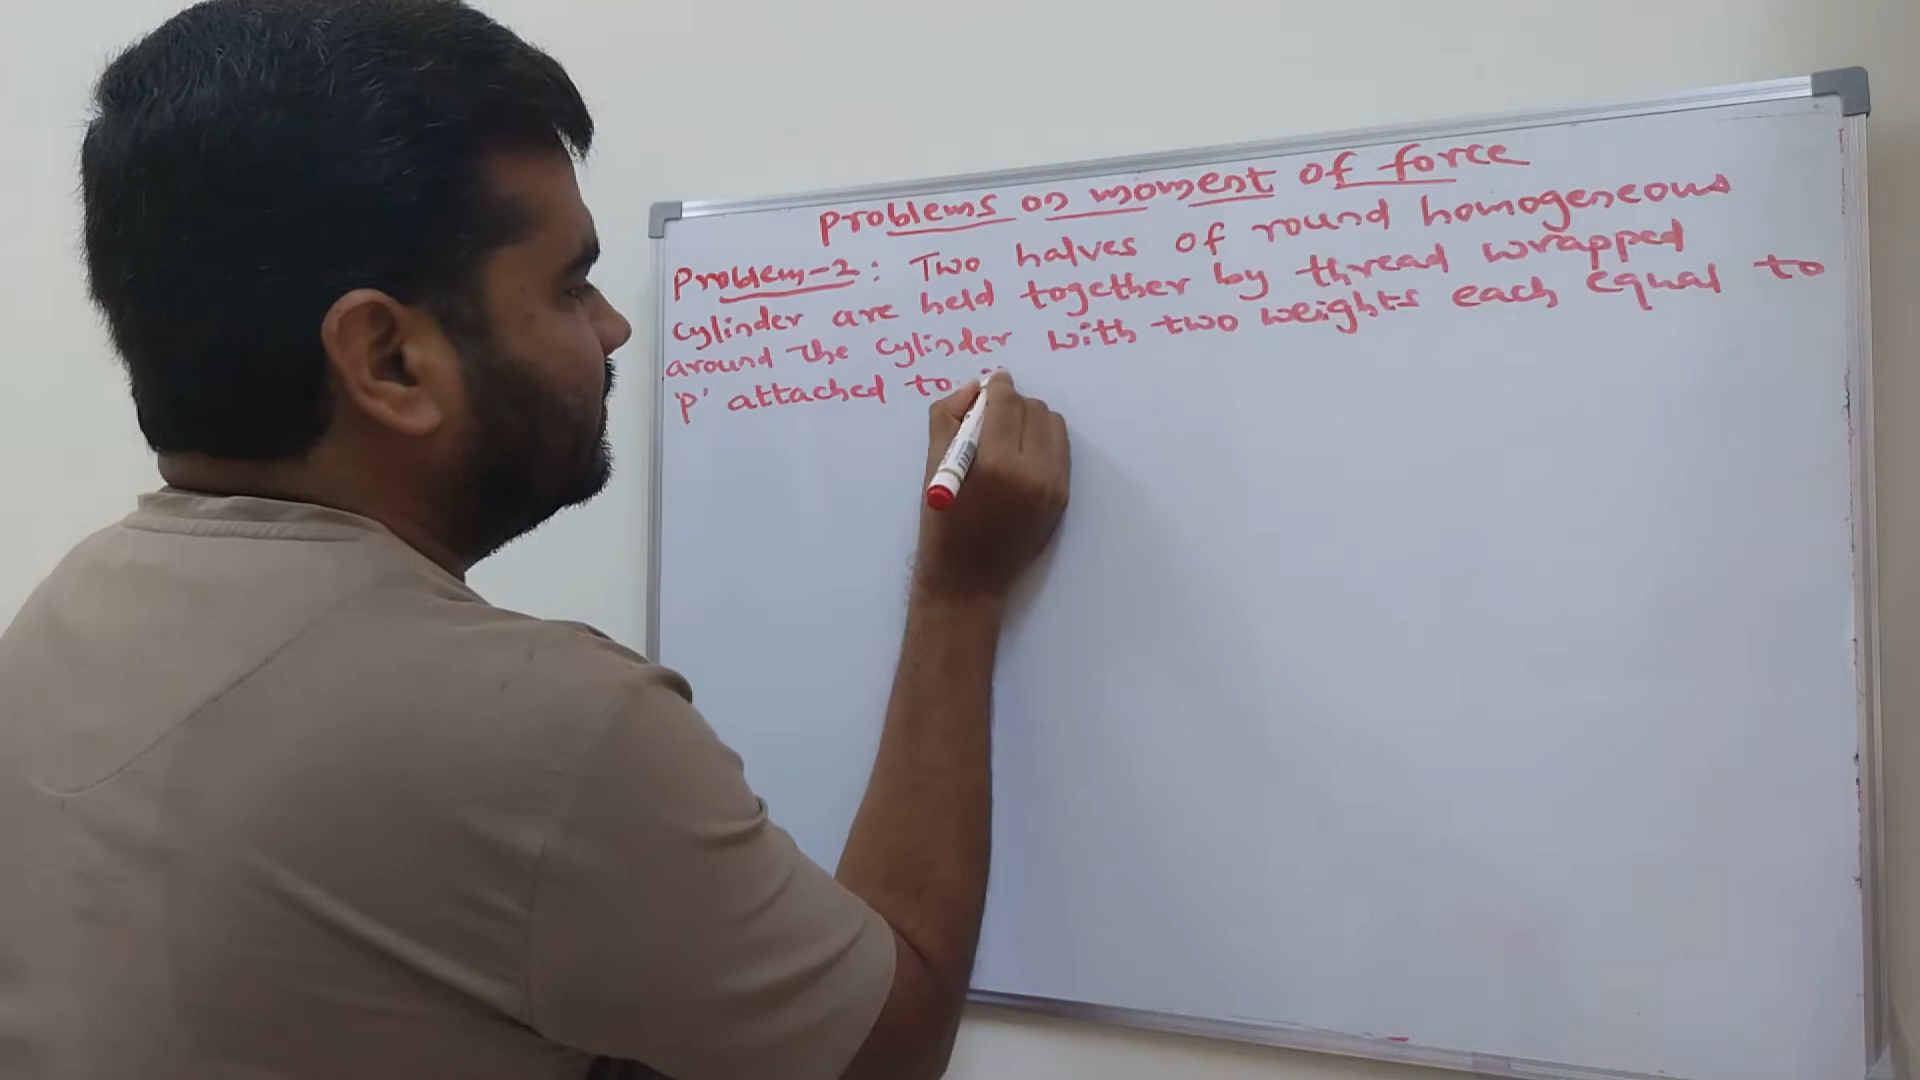 Problems on moment of force
Problem-2: Two halves of round homogeneous
cylinder are held together by thread wrapped
around the cylinder with two weights each equal to
'P' attached to